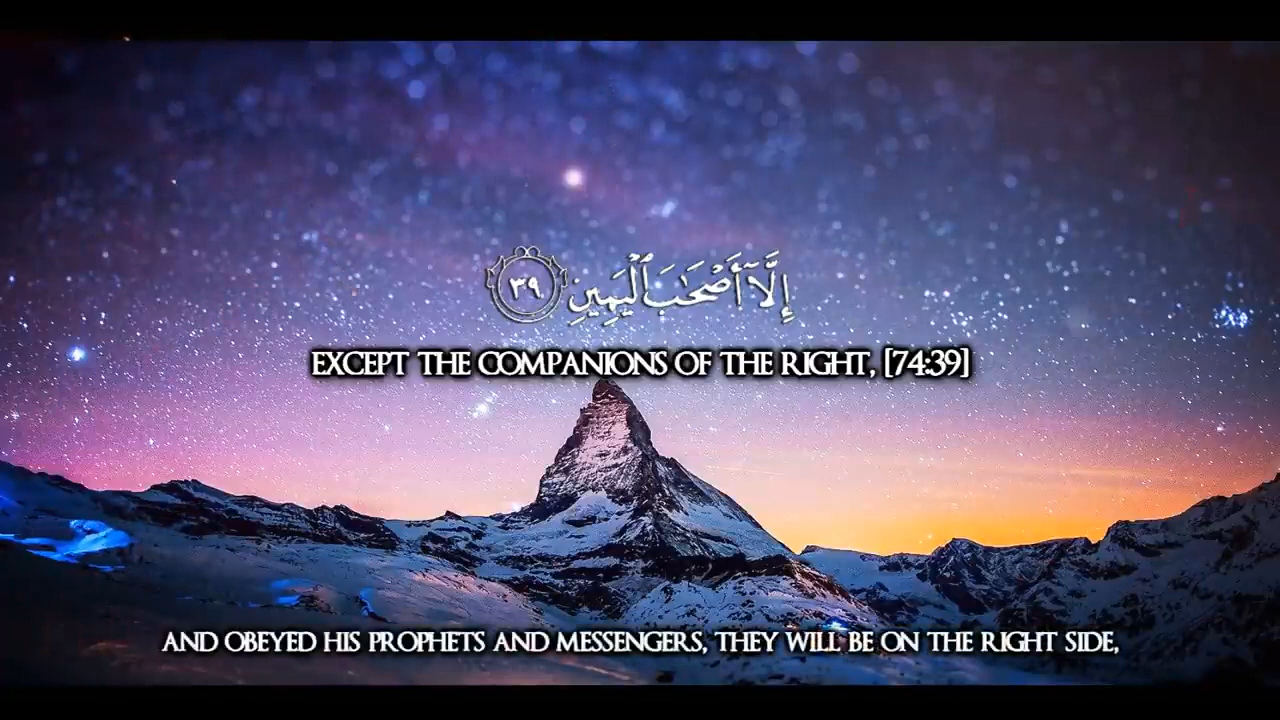 إِلَّآ أَصْحَٰبَ ٱلْيَمِينِ ٣٩
EXCEPT THE COMPANIONS OF THE RIGHT, [74:39]
AND OBEYED HIS PROPHETS AND MESSENGERS, THEY WILL BE ON THE RIGHT SIDE,